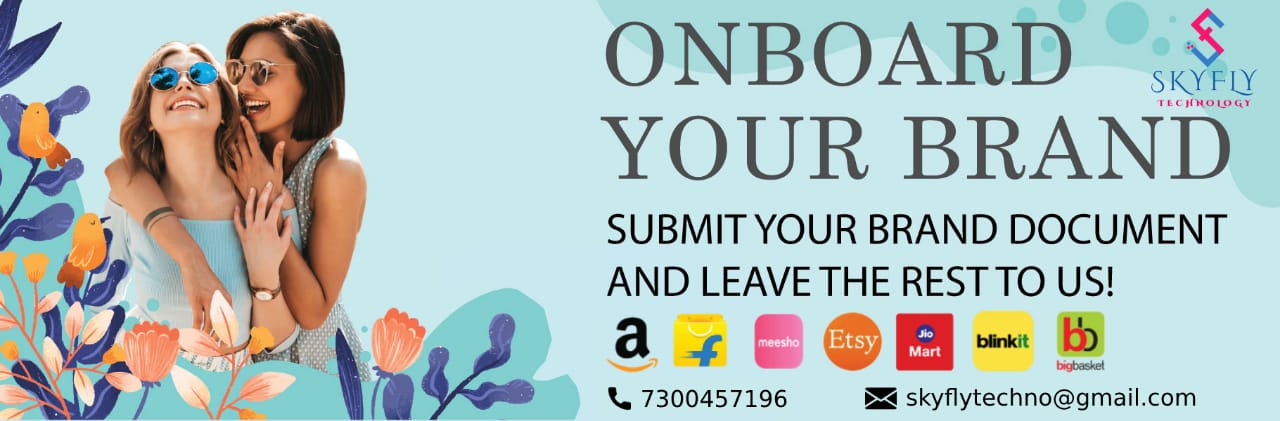 ONBOARD
YOUR BRAND
SKYFLY
TECHNOLOGY
SUBMIT YOUR BRAND DOCUMENT
AND LEAVE THE REST TO US!
a
f
meesho
Etsy
Jio
Mart
blinkit
bb
bigbasket
7300457196
skyflytechno@gmail.com